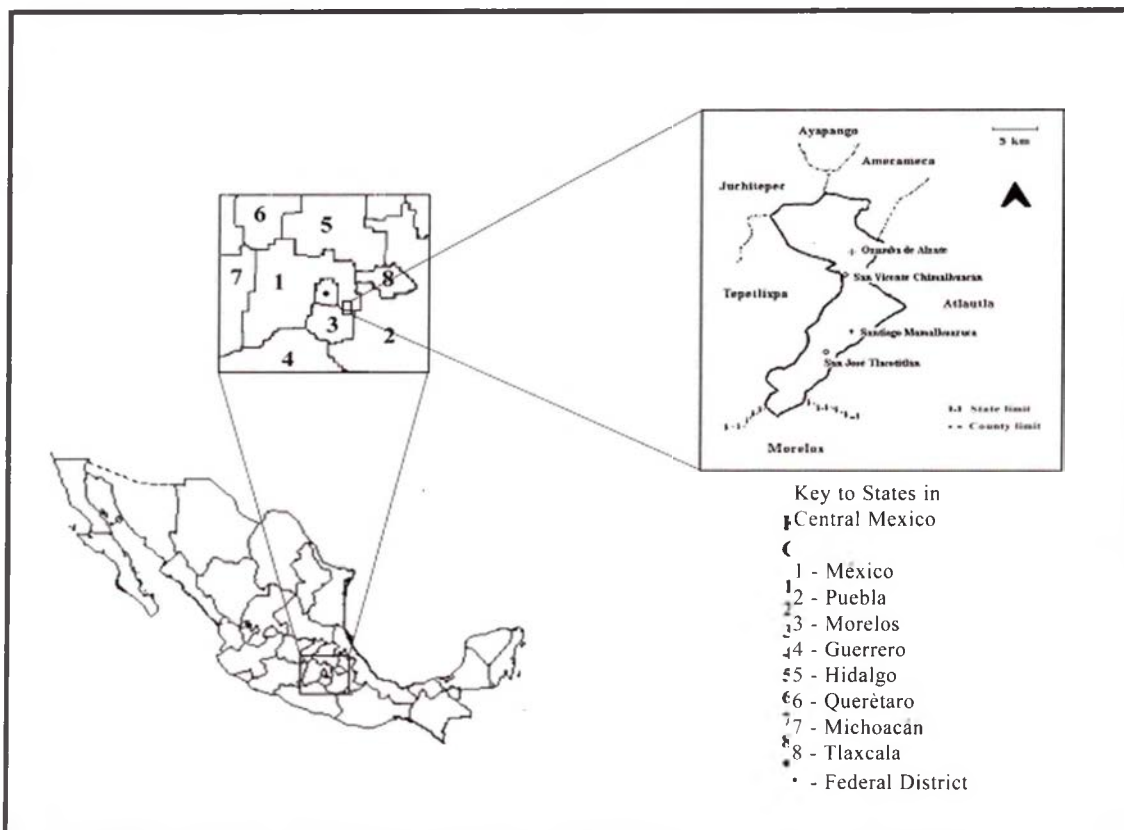 6
5
7
1
8
3
2
4
Ayapango
5 km
Amecameca
Juchitepec
Ozumba de Alzate
San Vicente Chimalhuacan
Tepetlixpa
Atlautla
Santiago Mamalhuazuca
San José Tlacotitlan
State limit
County limit
Morelos
Key to States in
Central Mexico
1 - México
2 - Puebla
3 - Morelos
4 - Guerrero
5 - Hidalgo
6 - Querètaro
7 - Michoacán
8 - Tlaxcala
• - Federal District